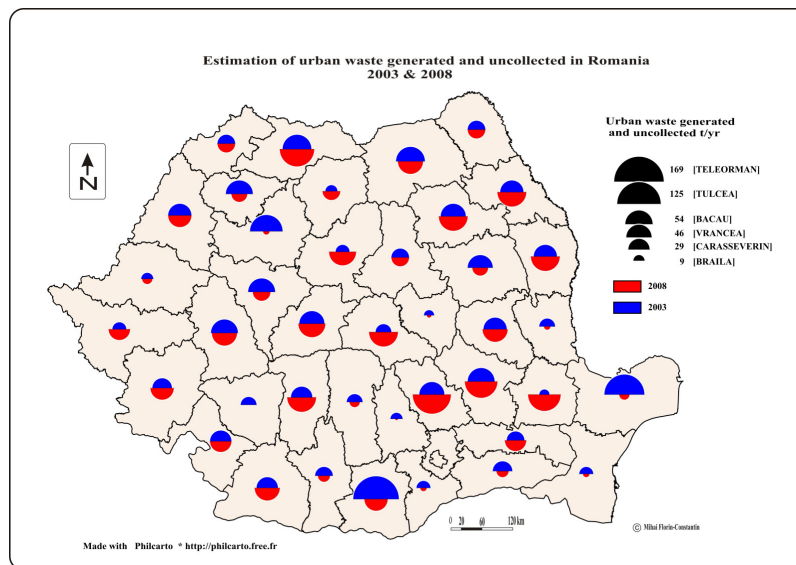 Estimation of urban waste generated and uncollected in Romania
2003 & 2008
N
Urban waste generated
and uncollected t/yr
169 [TELEORMAN]
125 [TULCEA]
54 [BACAU]
46 [VRANCEA]
29 [CARASSEVERIN]
9 [BRAILA]
2008
2003
0 20 60 120 km
© Mihai Florin-Constantin
Made with Philcarto * http://philcarto.free.fr